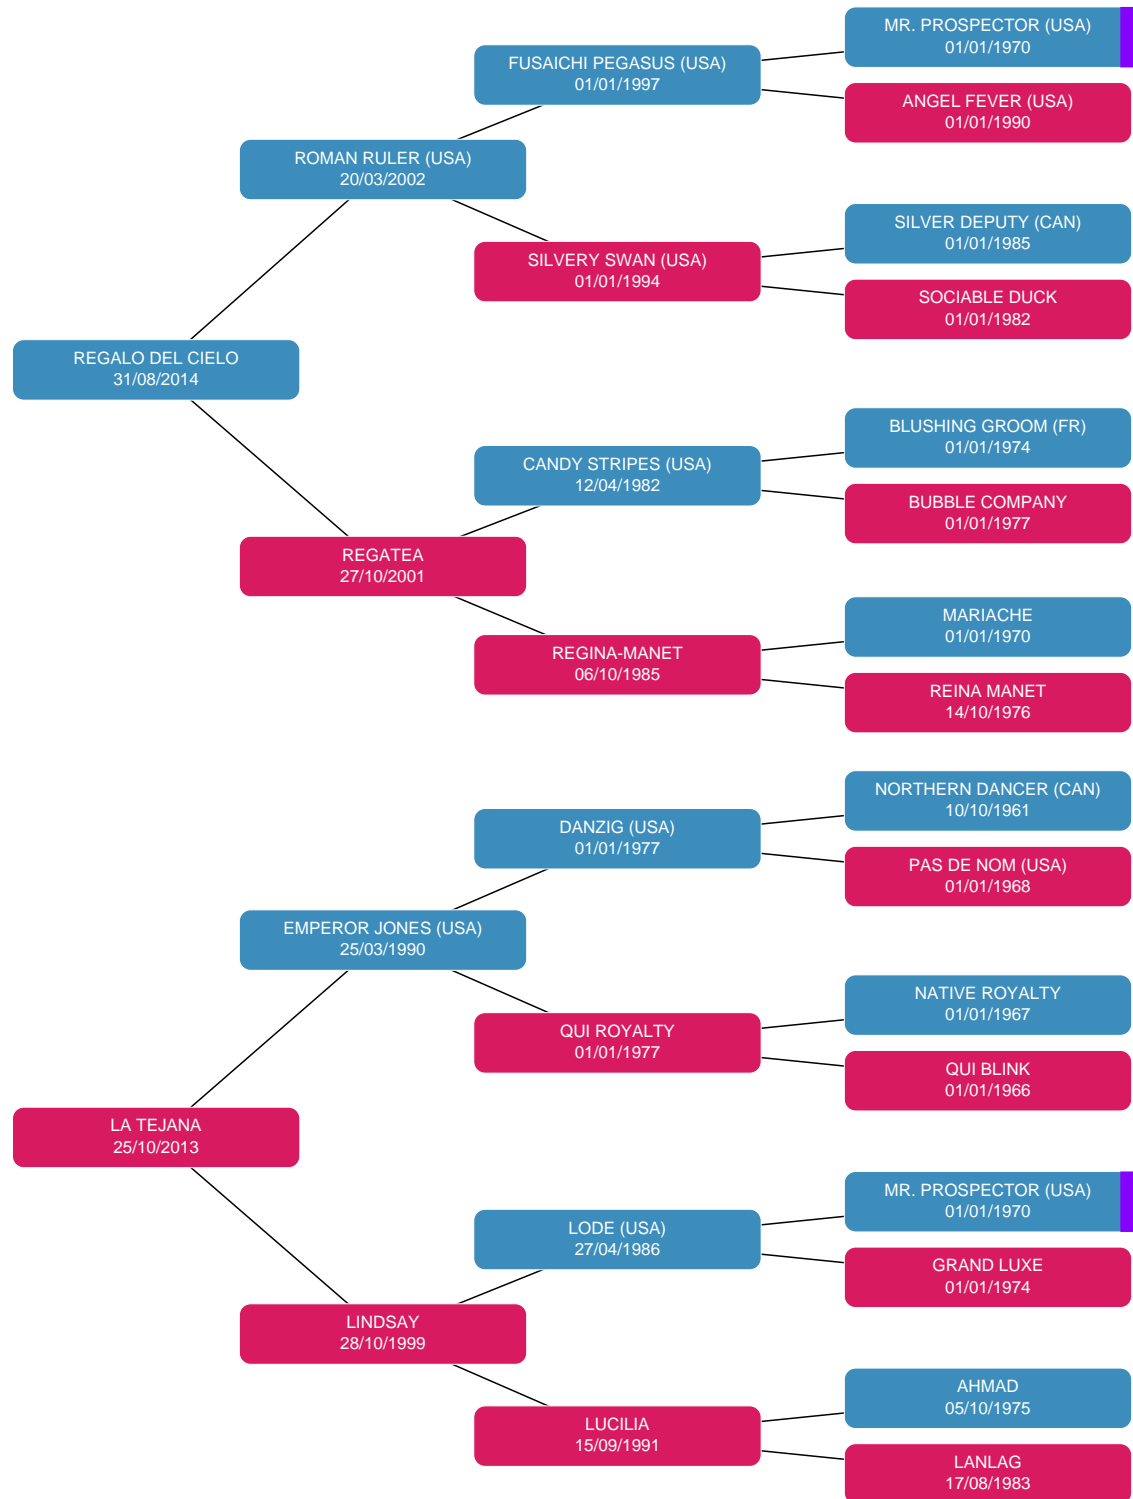 MR. PROSPECTOR (USA)
01/01/1970
FUSAICHI PEGASUS (USA)
01/01/1997
ANGEL FEVER (USA)
01/01/1990
ROMAN RULER (USA)
20/03/2002
SILVER DEPUTY (CAN)
01/01/1985
SILVERY SWAN (USA)
01/01/1994
SOCIABLE DUCK
01/01/1982
REGALO DEL CIELO
31/08/2014
BLUSHING GROOM (FR)
01/01/1974
CANDY STRIPES (USA)
12/04/1982
BUBBLE COMPANY
01/01/1977
REGATEA
27/10/2001
MARIACHE
01/01/1970
REGINA-MANET
06/10/1985
REINA MANET
14/10/1976
NORTHERN DANCER (CAN)
10/10/1961
DANZIG (USA)
01/01/1977
PAS DE NOM (USA)
01/01/1968
EMPEROR JONES (USA)
25/03/1990
NATIVE ROYALTY
01/01/1967
QUI ROYALTY
01/01/1977
QUI BLINK
01/01/1966
LA TEJANA
25/10/2013
MR. PROSPECTOR (USA)
01/01/1970
LODE (USA)
27/04/1986
GRAND LUXE
01/01/1974
LINDSAY
28/10/1999
AHMAD
05/10/1975
LUCILIA
15/09/1991
LANLAG
17/08/1983